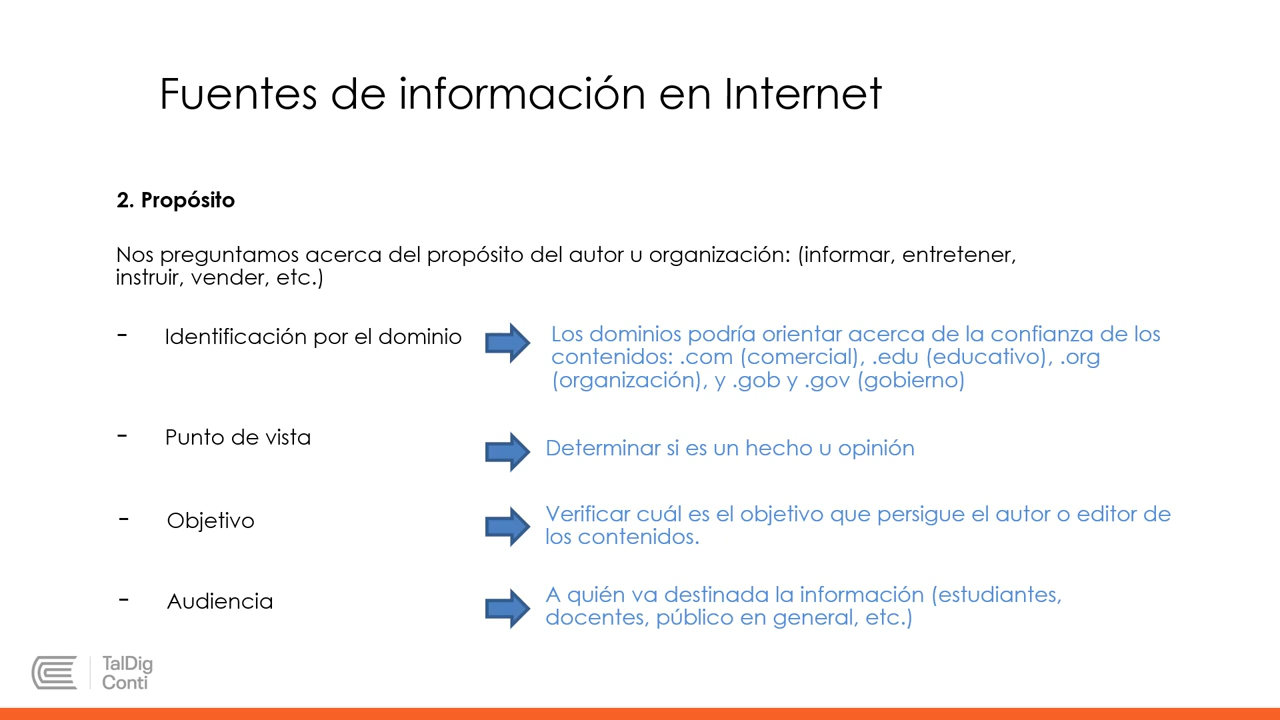 Fuentes de información en Internet
2. Propósito
Nos preguntamos acerca del propósito del autor u organización: (informar, entretener,
instruir, vender, etc.)
- Identificación por el dominio
Los dominios podría orientar acerca de la confianza de los
contenidos: .com (comercial), .edu (educativo), .org
(organización), y .gob y .gov (gobierno)
- Punto de vista
Determinar si es un hecho u opinión
- Objetivo
Verificar cuál es el objetivo que persigue el autor o editor de
los contenidos.
- Audiencia
A quién va destinada la información (estudiantes,
docentes, público en general, etc.)
TalDig
Conti